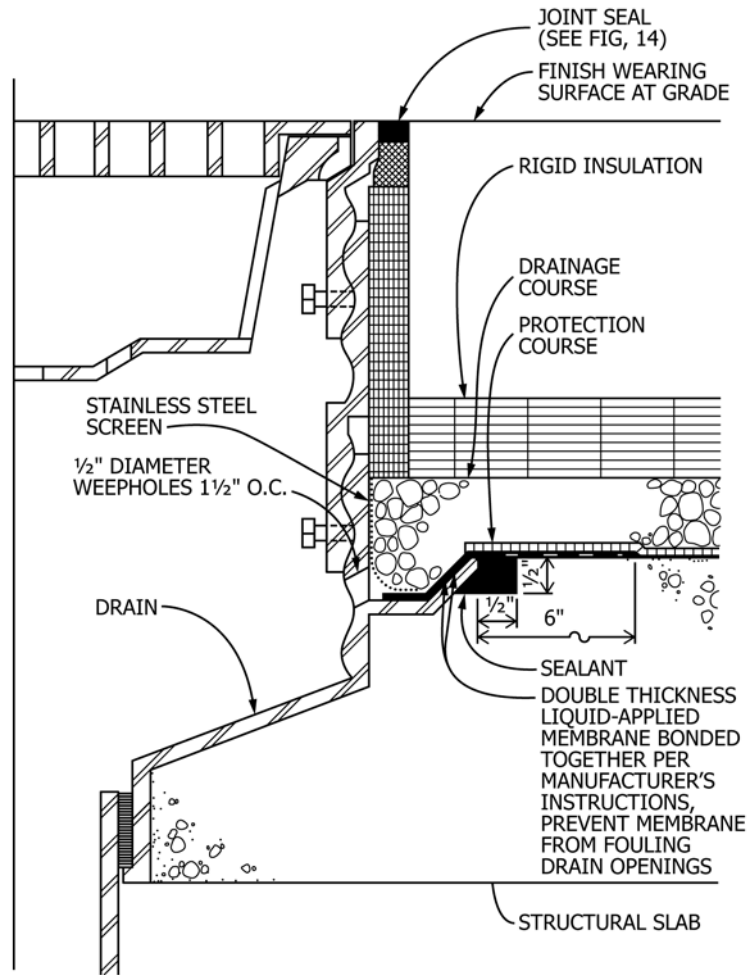 JOINT SEAL
(SEE FIG, 14)
FINISH WEARING
SURFACE AT GRADE
RIGID INSULATION
DRAINAGE
COURSE
PROTECTION
COURSE
STAINLESS STEEL
SCREEN
½" DIAMETER
WEEPHOLES 1½" O.C.
DRAIN
½"
½"
6"
SEALANT
DOUBLE THICKNESS
LIQUID-APPLIED
MEMBRANE BONDED
TOGETHER PER
MANUFACTURER'S
INSTRUCTIONS,
PREVENT MEMBRANE
FROM FOULING
DRAIN OPENINGS
STRUCTURAL SLAB